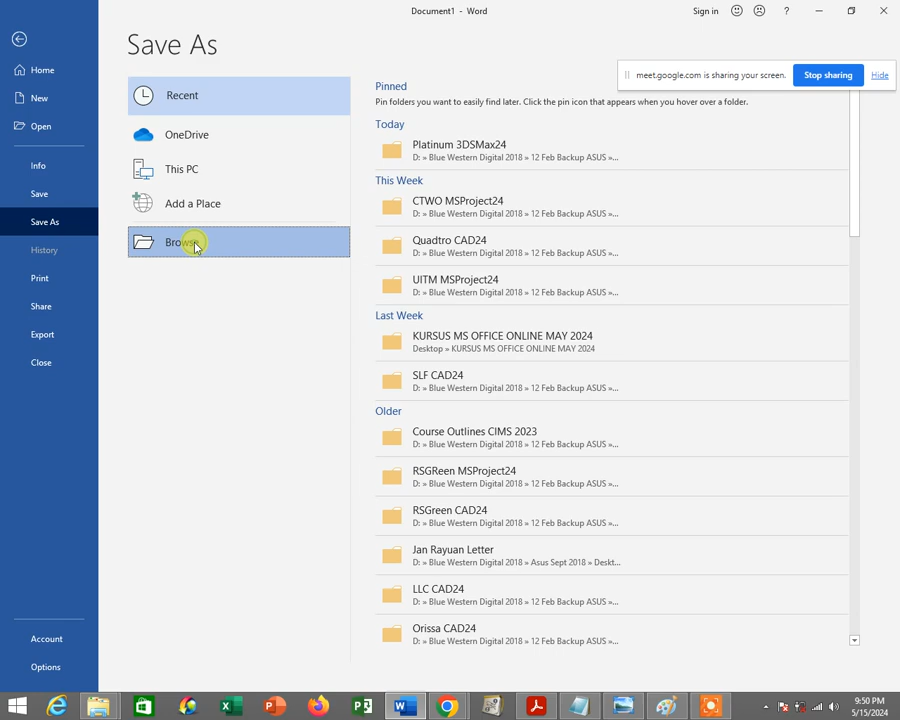 Document1 - Word
Sign in
?
Save As
Home
New
Open
Info
Save
Save As
History
Print
Share
Export
Close
Account
Options
Recent
OneDrive
This PC
Add a Place
Browse
meet.google.com is sharing your screen.
Stop sharing
Hide
Pinned
Pin folders you want to easily find later. Click the pin icon that appears when you hover over a folder.
Today
Platinum 3DSMax24
D: » Blue Western Digital 2018 » 12 Feb Backup ASUS »...
This Week
CTWO MSProject24
D: » Blue Western Digital 2018 » 12 Feb Backup ASUS »...
Quadtro CAD24
D: » Blue Western Digital 2018 » 12 Feb Backup ASUS »...
UITM MSProject24
D: » Blue Western Digital 2018 » 12 Feb Backup ASUS »...
Last Week
KURSUS MS OFFICE ONLINE MAY 2024
Desktop » KURSUS MS OFFICE ONLINE MAY 2024
SLF CAD24
D: » Blue Western Digital 2018 » 12 Feb Backup ASUS »...
Older
Course Outlines CIMS 2023
D: » Blue Western Digital 2018 » 12 Feb Backup ASUS »...
RSGReen MSProject24
D: » Blue Western Digital 2018 » 12 Feb Backup ASUS »...
RSGreen CAD24
D: » Blue Western Digital 2018 » 12 Feb Backup ASUS »...
Jan Rayuan Letter
D: » Blue Western Digital 2018 » Asus Sept 2018 » Deskt...
LLC CAD24
D: » Blue Western Digital 2018 » 12 Feb Backup ASUS »...
Orissa CAD24
D: » Blue Western Digital 2018 » 12 Feb Backup ASUS »...
9:50 PM
5/15/2024